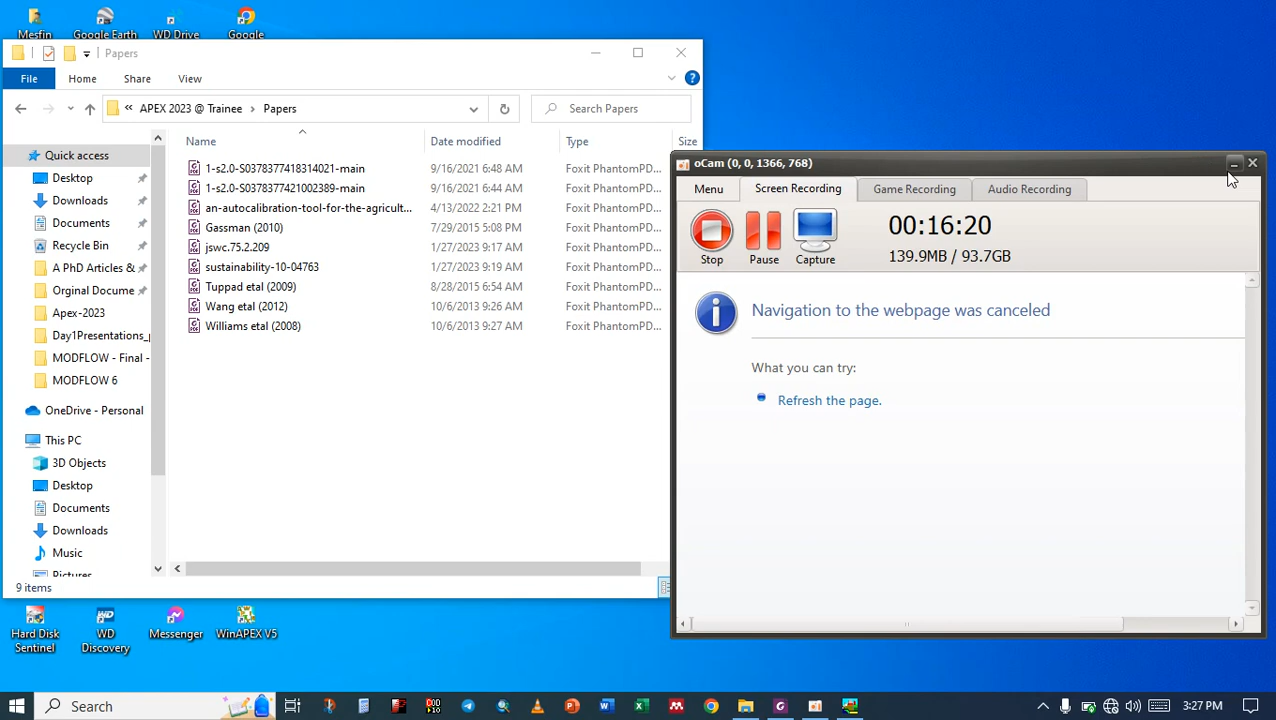 Mesfin
Google Earth
WD Drive
Google
Papers
File
Home
Share
View
APEX 2023 @ Trainee
Papers
Search Papers
Name
Date modified
Type
Size
Quick access
Desktop
Downloads
Documents
Recycle Bin
A PhD Articles &
Orginal Docume
Apex-2023
Day1Presentations_p
MODFLOW - Final -
MODFLOW 6
OneDrive - Personal
This PC
3D Objects
Desktop
Documents
Downloads
Music
Pictures
1-s2.0-S0378377418314021-main 9/16/2021 6:48 AM Foxit PhantomPD...
1-s2.0-S0378377421002389-main 9/16/2021 6:44 AM Foxit PhantomPD...
an-autocalibration-tool-for-the-agricult... 4/13/2022 2:21 PM Foxit PhantomPD...
Gassman (2010) 7/29/2015 5:08 PM Foxit PhantomPD...
jswc.75.2.209 1/27/2023 9:17 AM Foxit PhantomPD...
sustainability-10-04763 1/27/2023 9:19 AM Foxit PhantomPD...
Tuppad etal (2009) 8/28/2015 6:54 AM Foxit PhantomPD...
Wang etal (2012) 10/6/2013 9:26 AM Foxit PhantomPD...
Williams etal (2008) 10/6/2013 9:27 AM Foxit PhantomPD...
9 items
oCam (0, 0, 1366, 768)
Menu
Screen Recording
Game Recording
Audio Recording
Stop
Pause
Capture
00:16:20
139.9MB / 93.7GB
Navigation to the webpage was canceled
What you can try:
Refresh the page.
Hard Disk
Sentinel
WD
Discovery
Messenger
WinAPEX V5
Search
3:27 PM